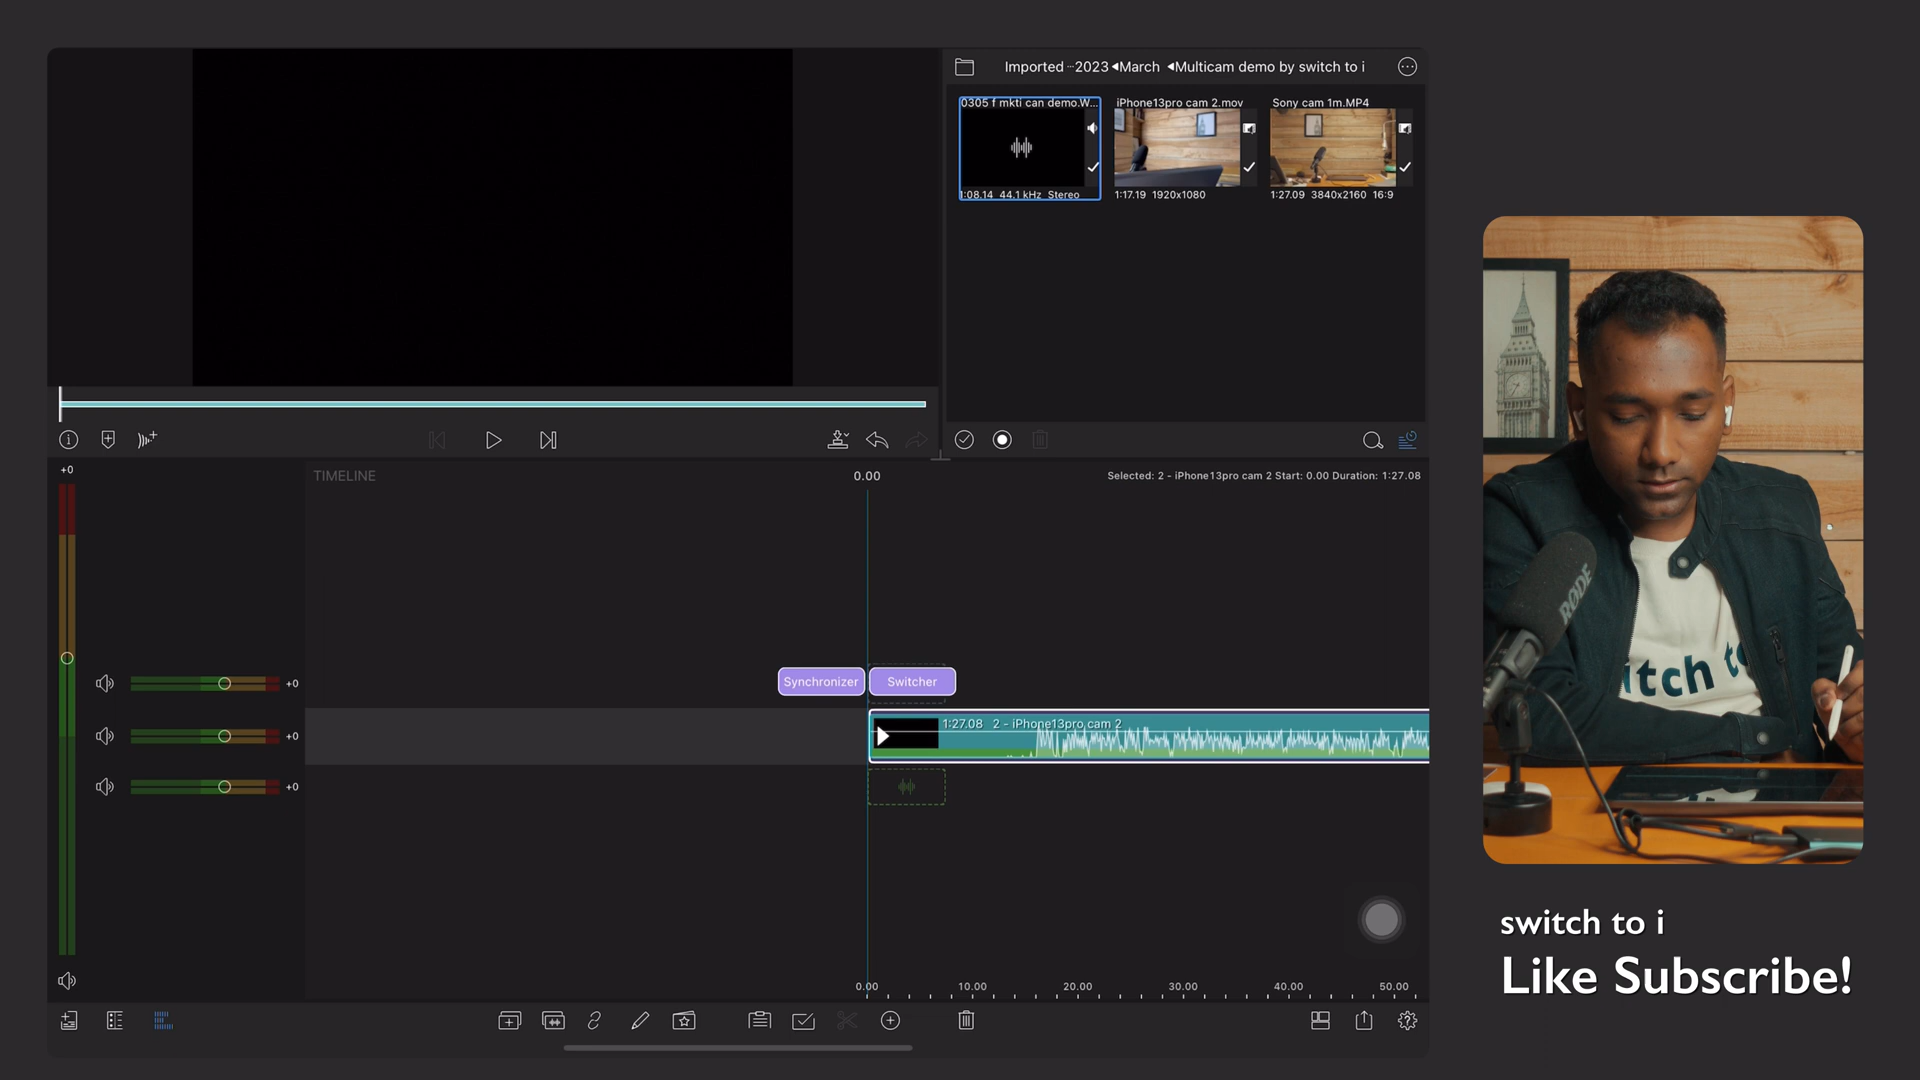 Imported ··· 2023 ◀March ◀Multicam demo by switch to i
0305 f mkti can demo.W...
iPhone13pro cam 2.mov
Sony cam 1m.MP4
1:08.14 44.1 kHz Stereo
1:17.19 1920x1080
1:27.09 3840x2160 16:9
+0
TIMELINE
0.00
Selected: 2 - iPhone13pro cam 2 Start: 0.00 Duration: 1:27.08
Synchronizer
Switcher
+0
1:27.08 2 - iPhone13pro cam 2
+0
+0
0.00 10.00 20.00 30.00 40.00 50.00
RØDE
itch t
switch to i
Like Subscribe!